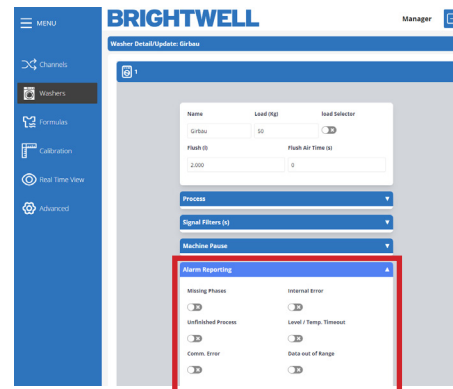 MENU
BRIGHTWELL
Manager
Washer Detail/Update: Girbau
Channels
1
Washers
Formulas
Name Load (Kg) load Selector
Girbau 50
Calibration
Flush (l) Flush Air Time (s)
2.000 0
Real Time View
Process
Advanced
Signal Filters (s)
Machine Pause
Alarm Reporting
Missing Phases Internal Error
Unfinished Process Level / Temp. Timeout
Comm. Error Data out of Range